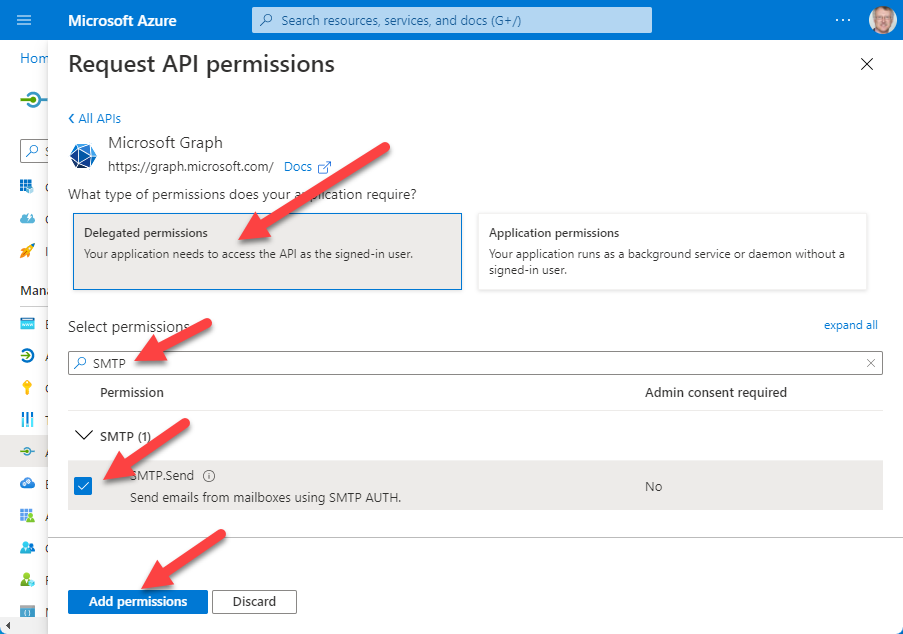 Microsoft Azure
Search resources, services, and docs (G+/)
Hom
Request API permissions
All APIs
Microsoft Graph
https://graph.microsoft.com/ Docs
What type of permissions does your application require?
Delegated permissions
Your application needs to access the API as the signed-in user.
Application permissions
Your application runs as a background service or daemon without a
signed-in user.
Mana
Select permissions
expand all
SMTP
Permission Admin consent required
SMTP (1)
SMTP.Send
Send emails from mailboxes using SMTP AUTH.
No
Add permissions Discard